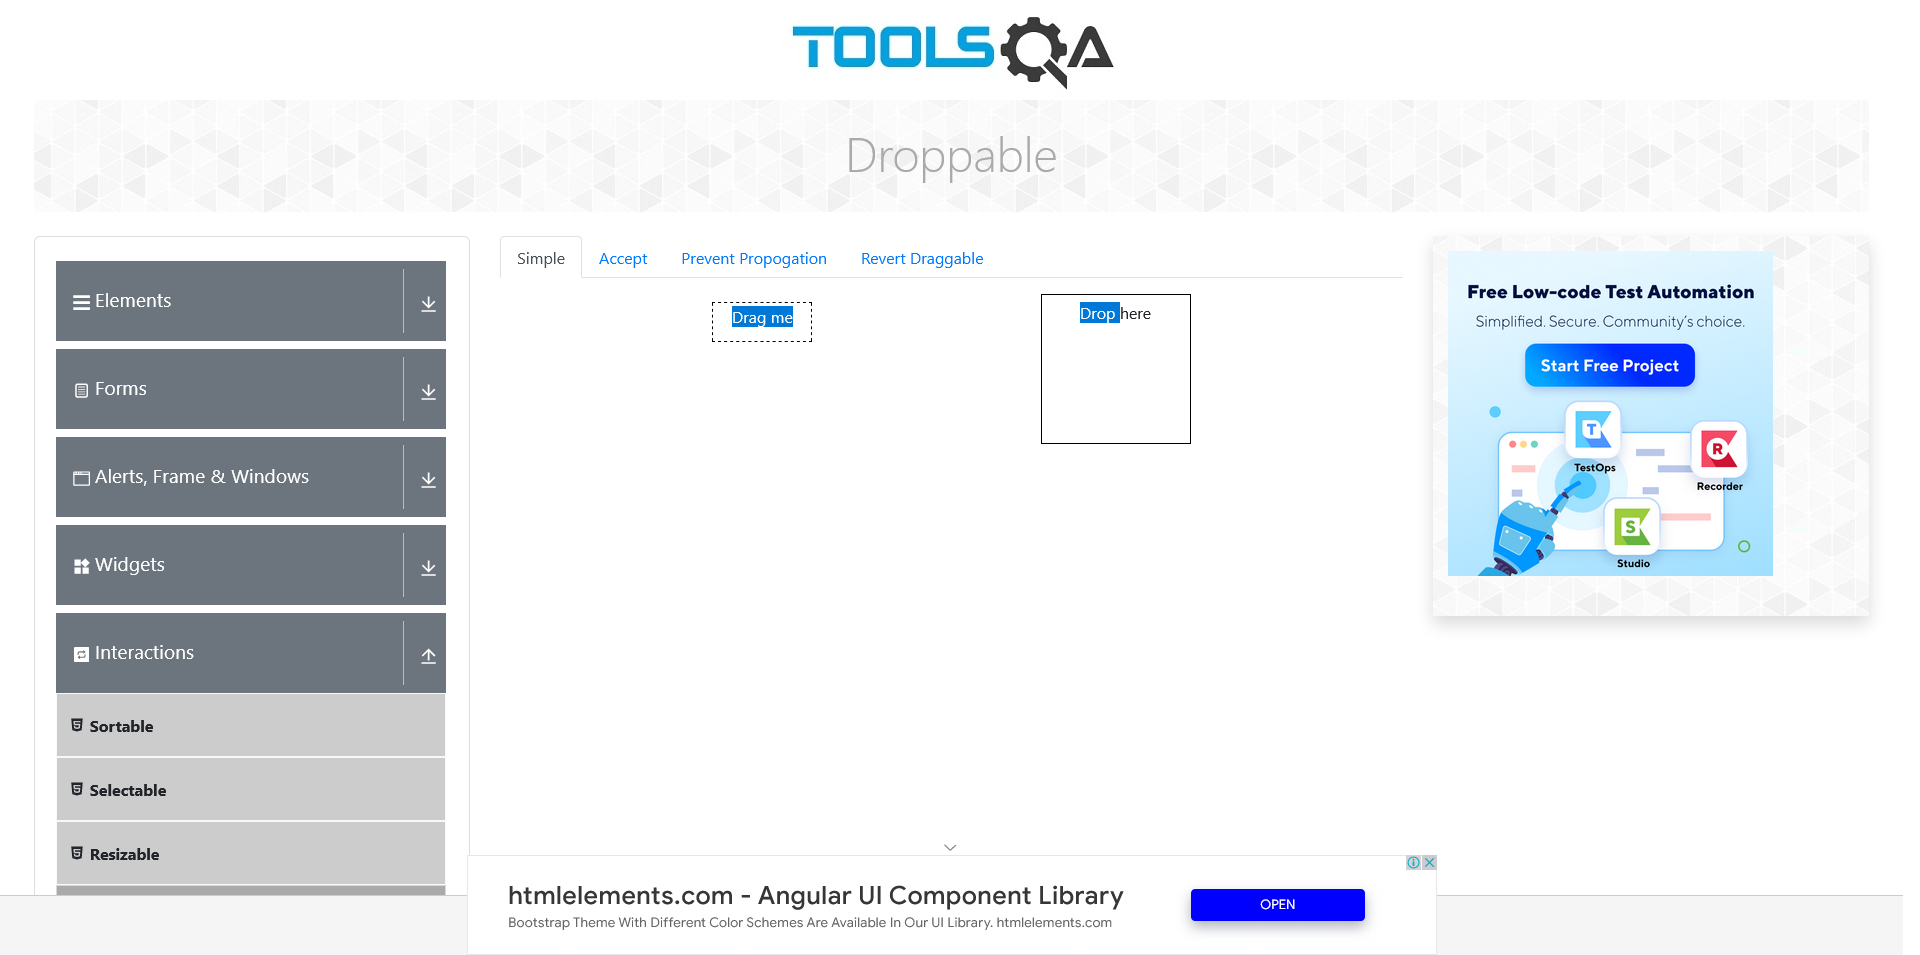 TOOLSQA
Droppable
Elements
Forms
Alerts, Frame & Windows
Widgets
Interactions
Sortable
Selectable
Resizable
Simple
Accept
Prevent Propogation
Revert Draggable
Drag me
Drop here
Free Low-code Test Automation
Simplified. Secure. Community's choice.
Start Free Project
T
TestOps
R
Recorder
S
Studio
htmlelements.com - Angular UI Component Library
Bootstrap Theme With Different Color Schemes Are Available In Our UI Library. htmlelements.com
OPEN